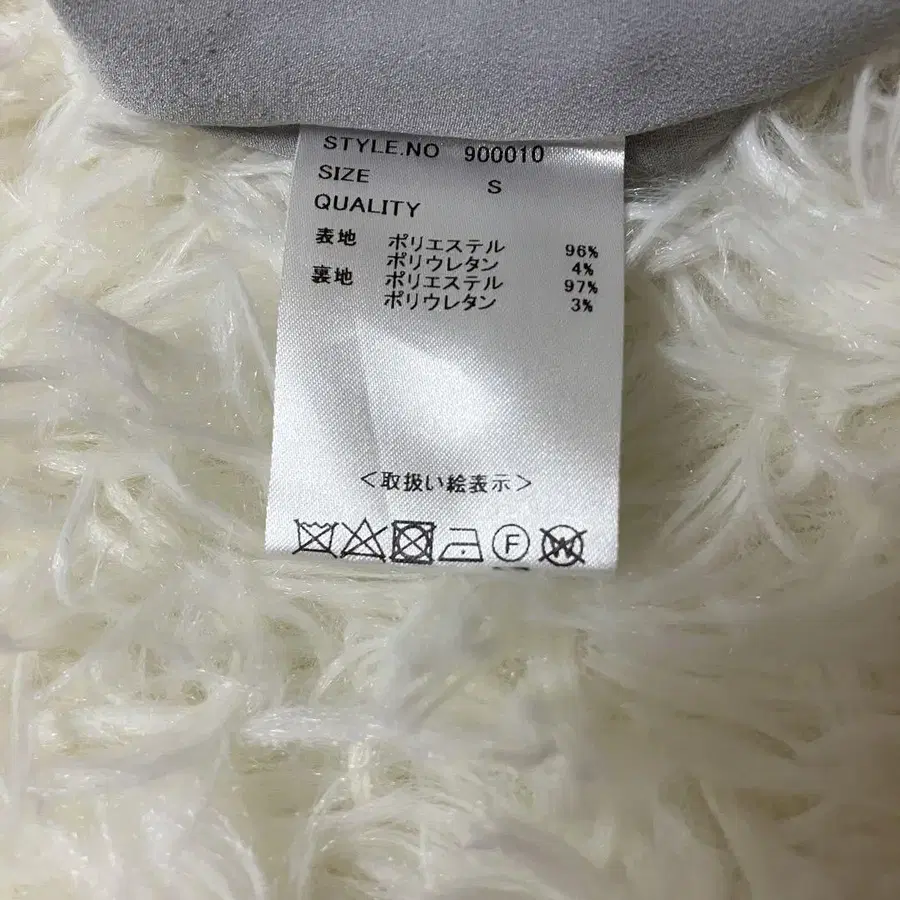 STYLE.NO 900010
SIZE S
QUALITY
表地 ポリエステル 96%
ポリウレタン 4%
裏地 ポリエステル 97%
ポリウレタン 3%
<取扱い絵表示>
F W